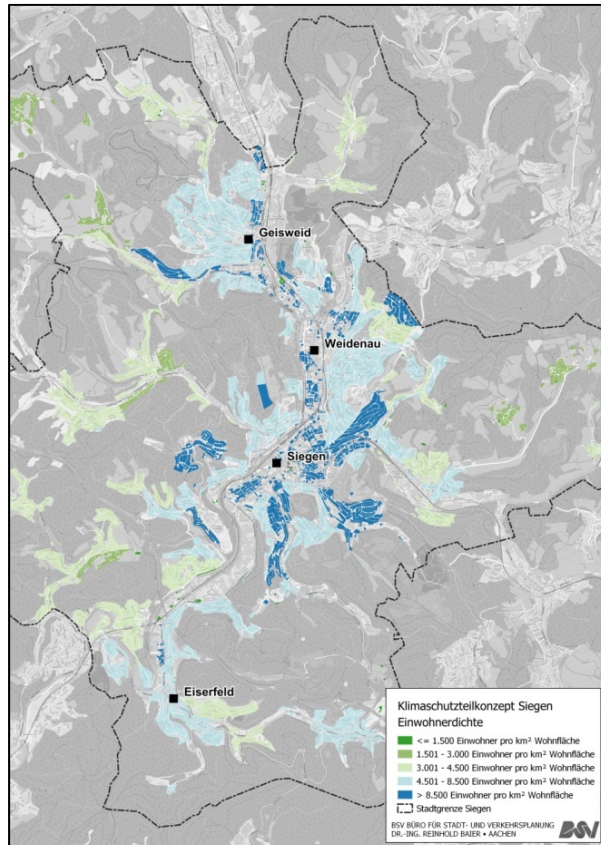 Geisweid
Weidenau
Siegen
Eiserfeld
Klimaschutzteilkonzept Siegen
Einwohnerdichte
<= 1.500 Einwohner pro km² Wohnfläche
1.501 - 3.000 Einwohner pro km² Wohnfläche
3.001 - 4.500 Einwohner pro km² Wohnfläche
4.501 - 8.500 Einwohner pro km² Wohnfläche
> 8.500 Einwohner pro km² Wohnfläche
Stadtgrenze Siegen
BSV BÜRO FÜR STADT- UND VERKEHRSPLANUNG
DR.-ING. REINHOLD BAIER • AACHEN
BSV